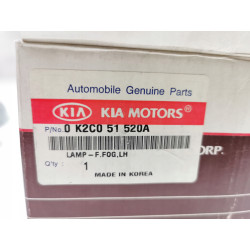 Automobile Genuine Parts
KIA KIA MOTORS®
P/No. 0 K2C0 51 520A
LAMP-F.FOG,LH
Q'ty : 1
MADE IN KOREA
ORP.